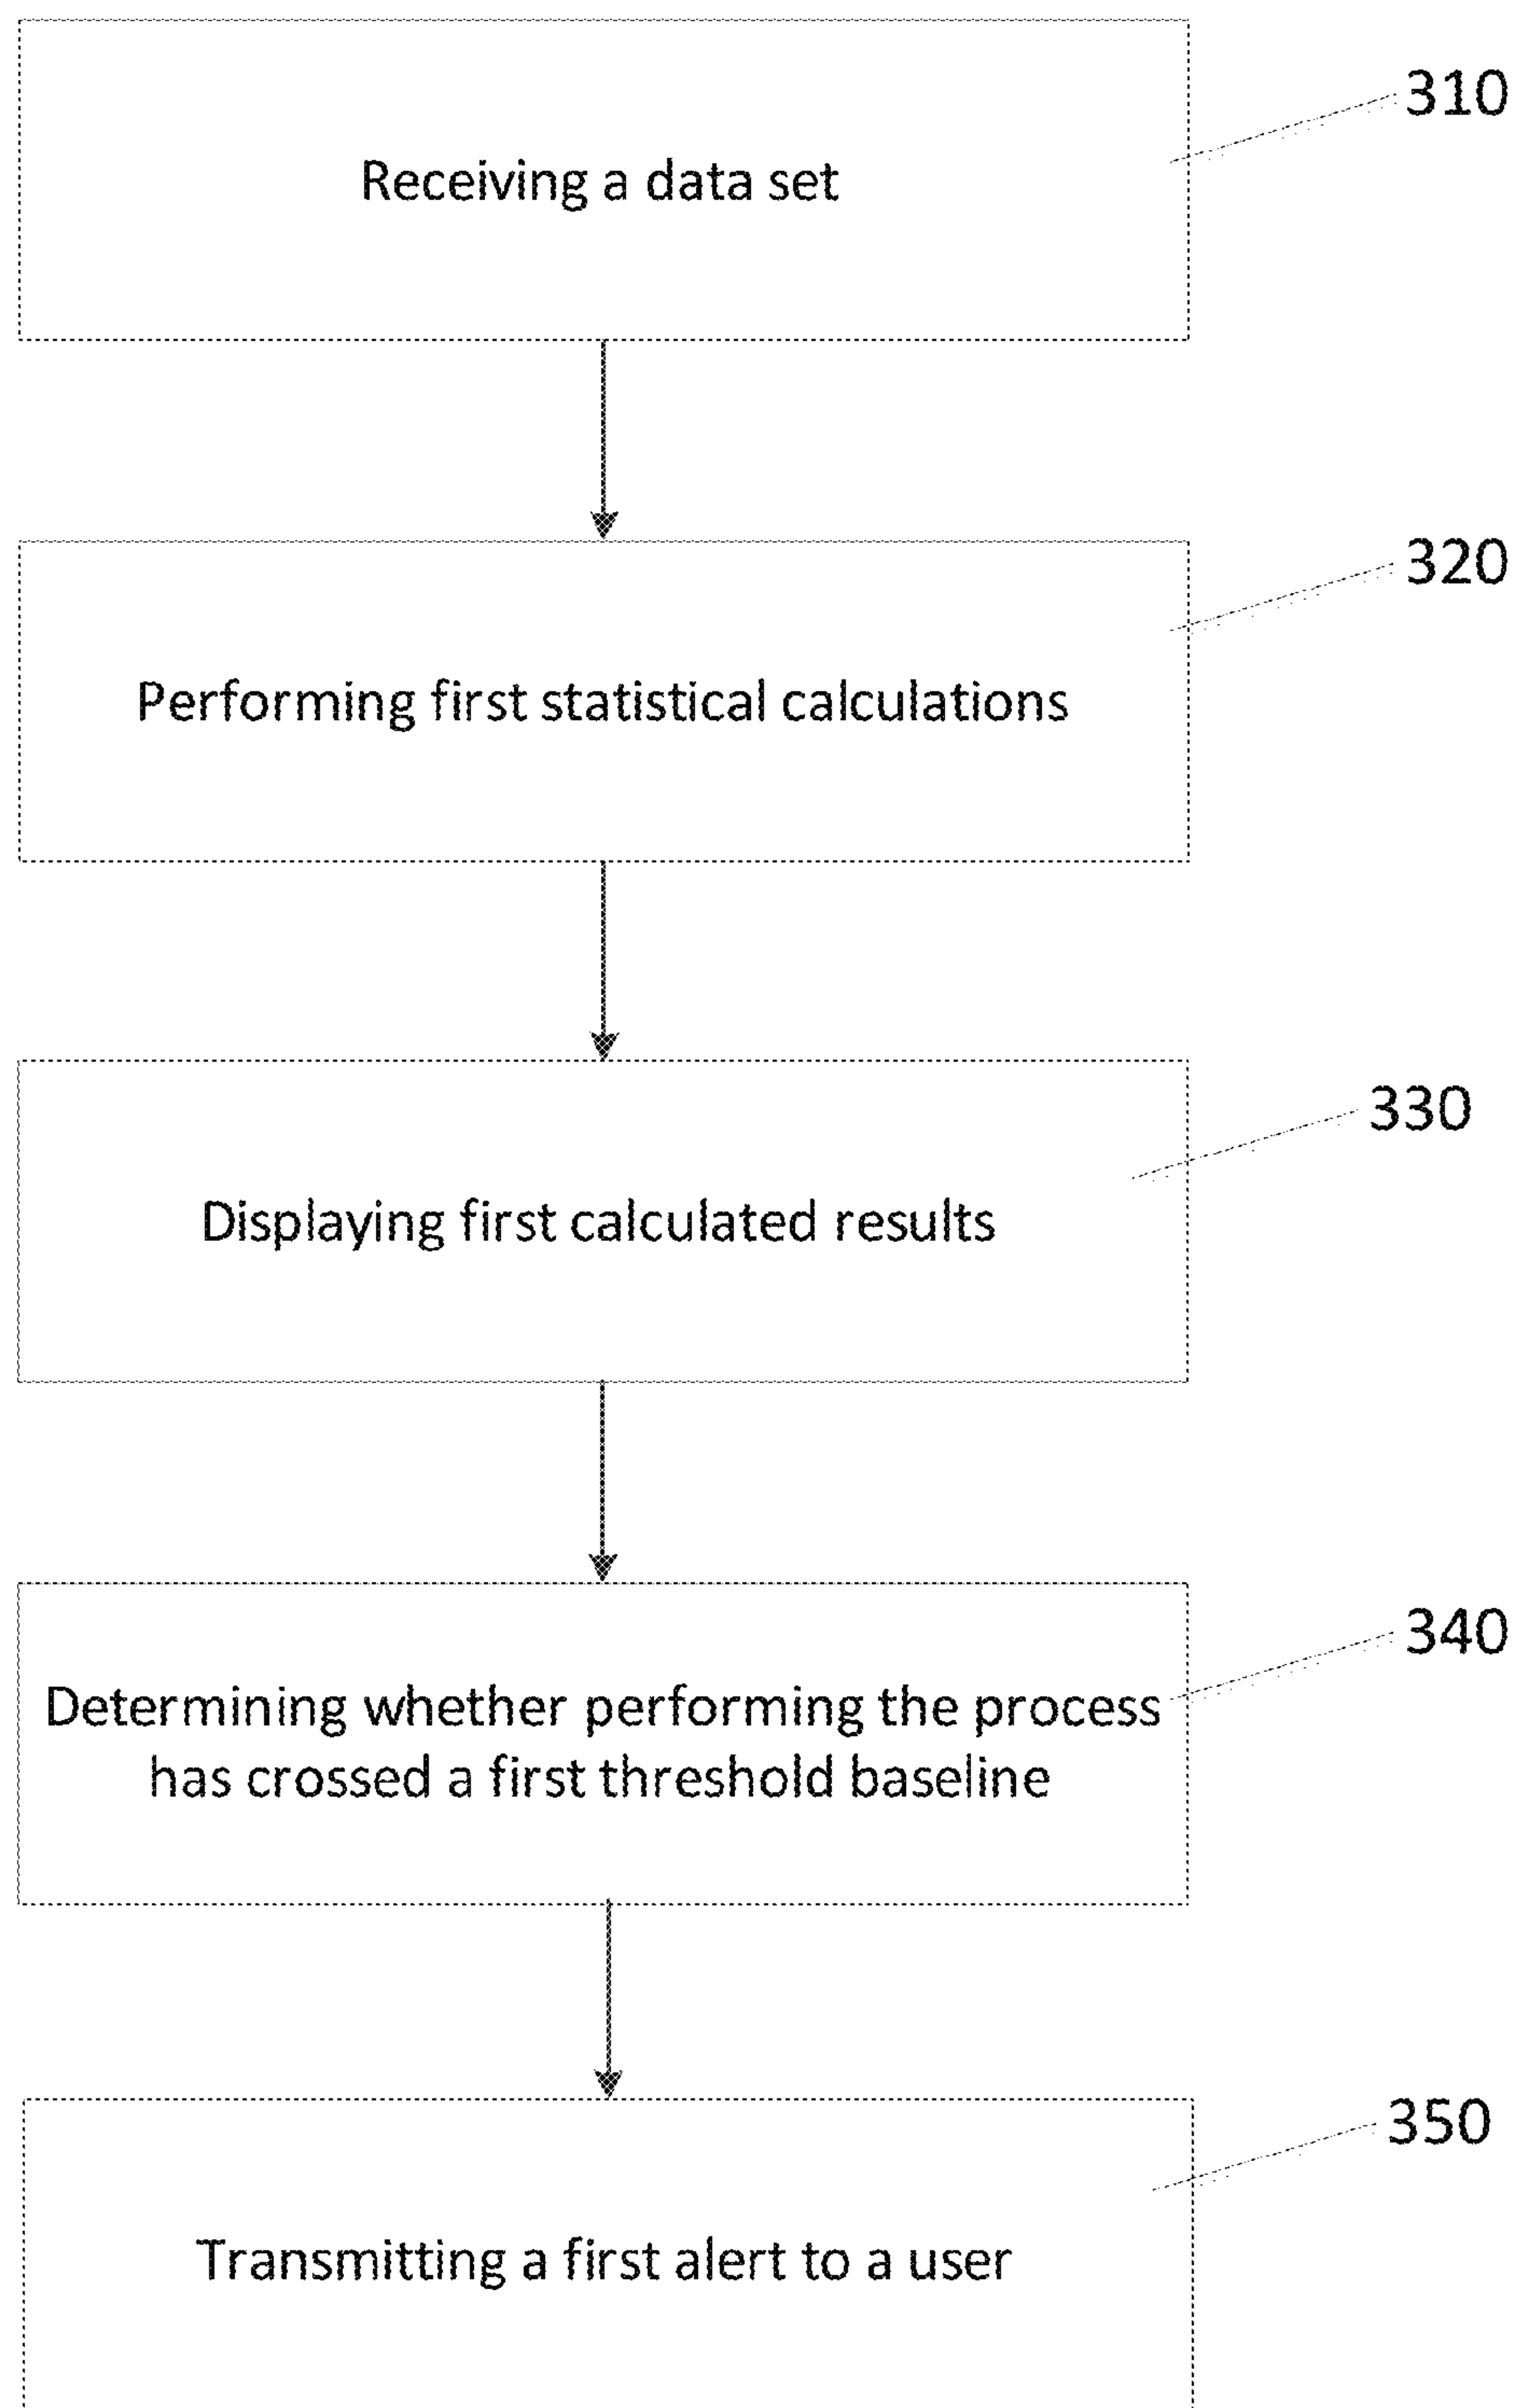 310
Receiving a data set
320
Performing first statistical calculations
330
Displaying first calculated results
340
Determining whether performing the process
has crossed a first threshold baseline
350
Transmitting a first alert to a user